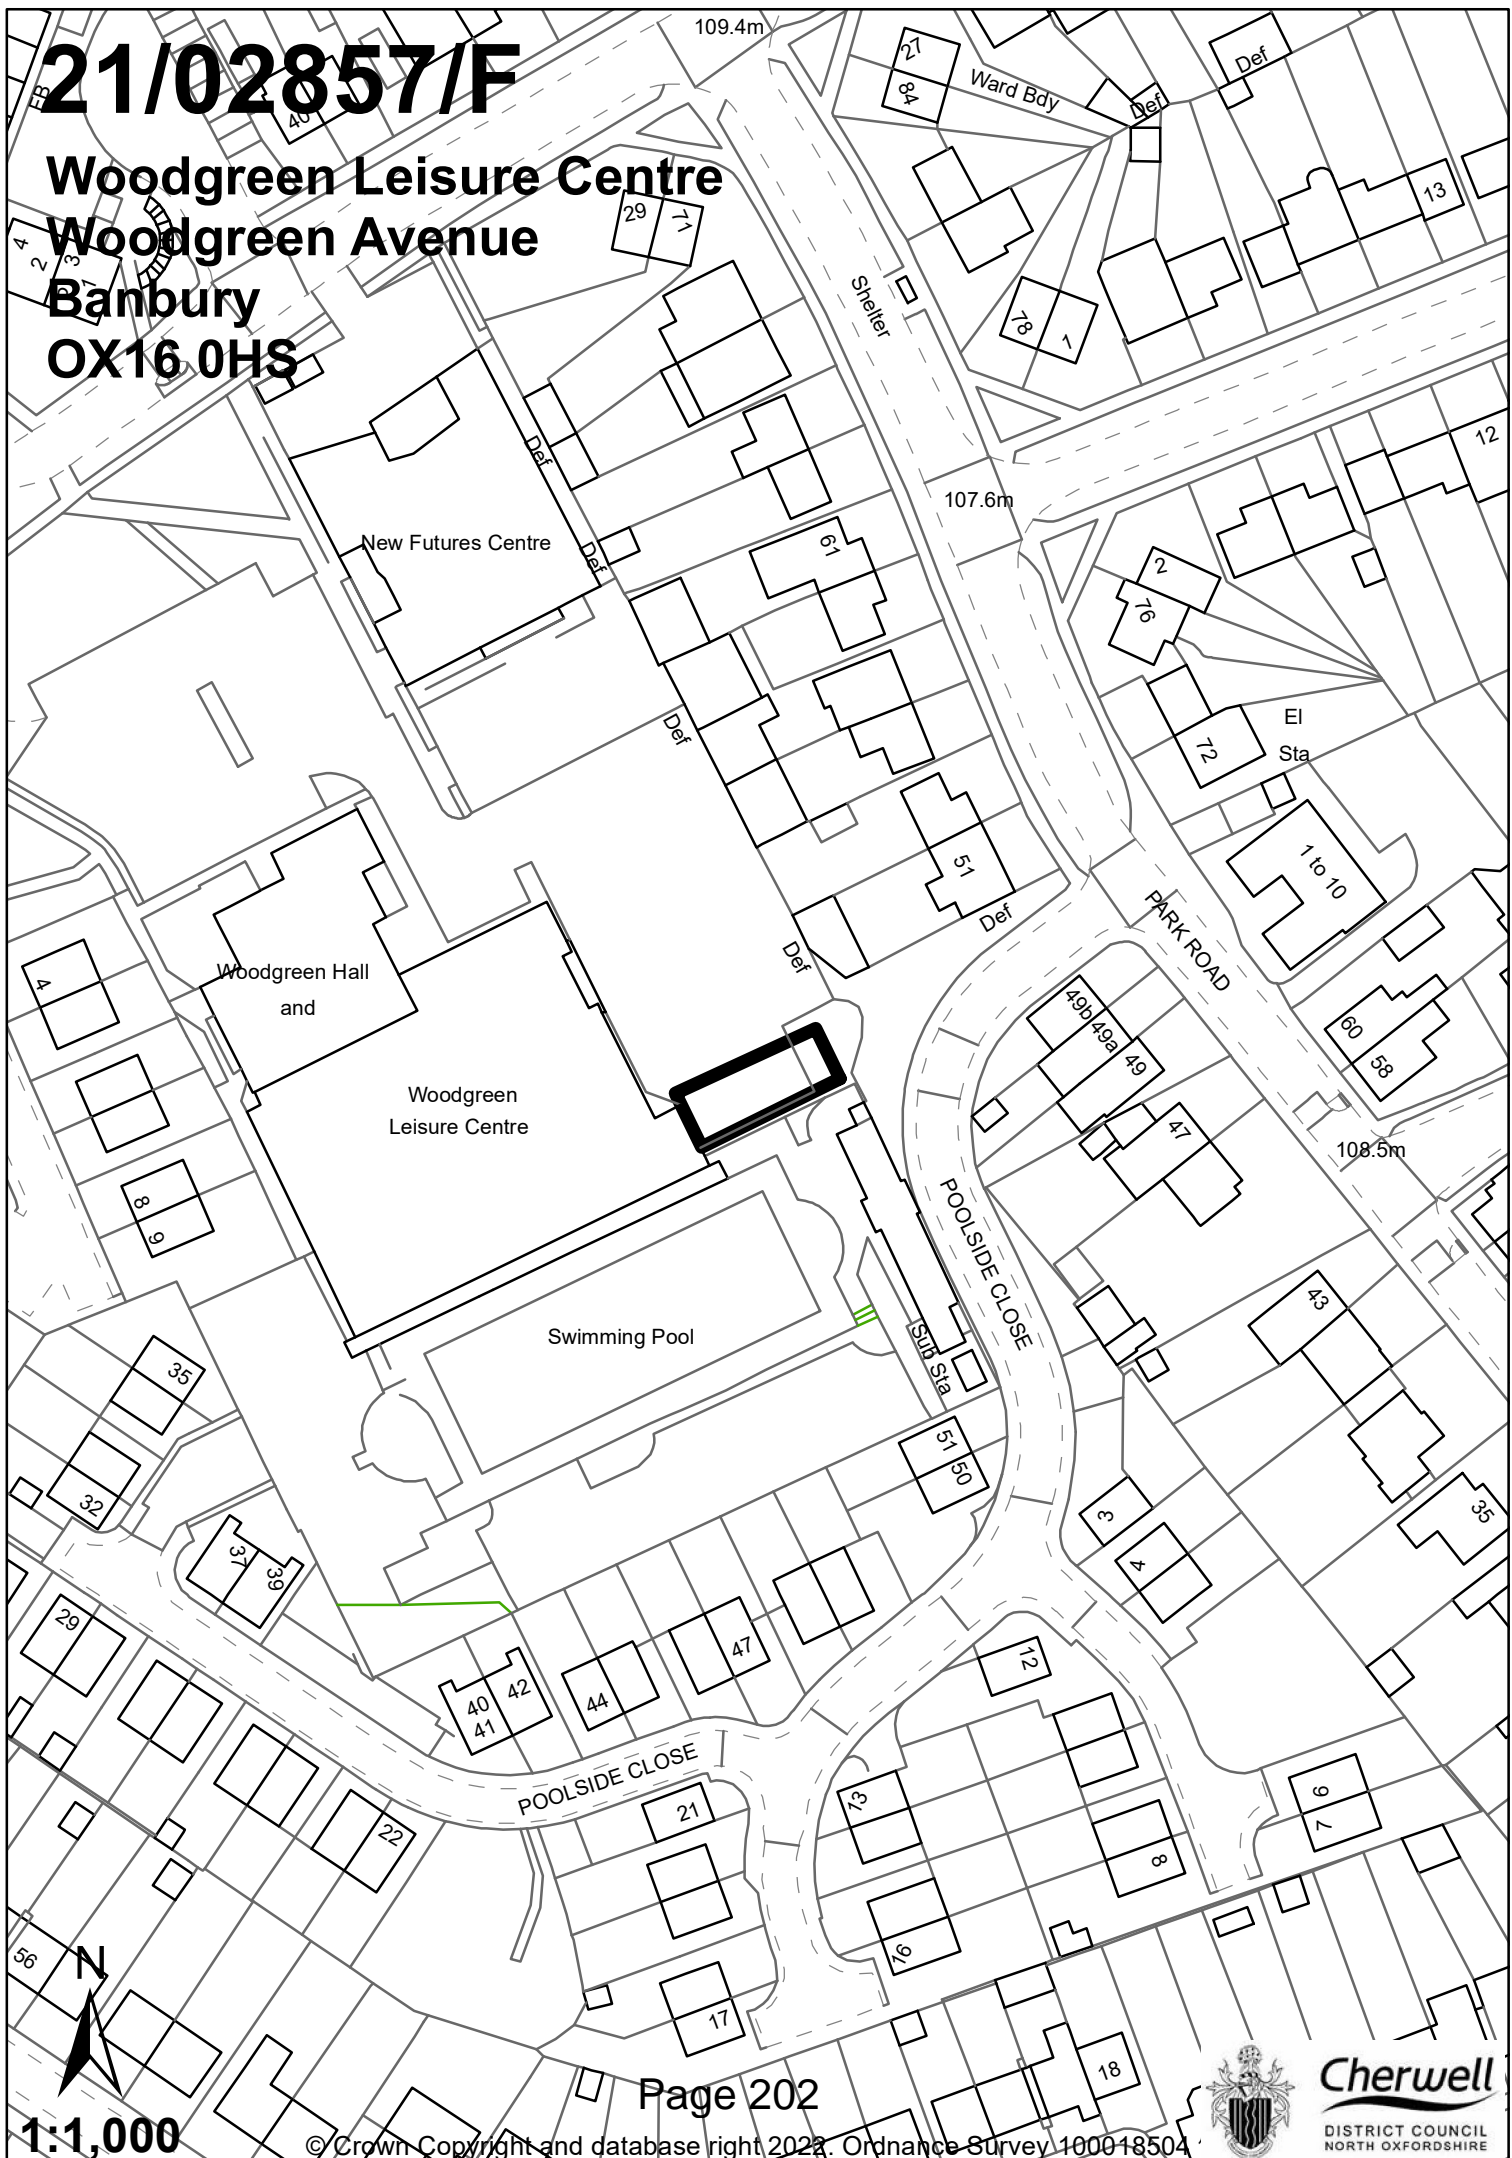 21/02857/F
Woodgreen Leisure Centre
Woodgreen Avenue
Banbury
OX16 0HS
109.4m
FB
40
27
84
Ward Bdy
Def
Def
13
29
71
4
2
3
1
Shelter
78
1
12
Def
107.6m
New Futures Centre
Def
61
2
76
El
Sta
72
Def
51
1 to 10
Def
PARK ROAD
Def
Woodgreen Hall
and
4
49b
49a
49
60
58
47
108.5m
Woodgreen
Leisure Centre
8
9
POOLSIDE CLOSE
43
Swimming Pool
Sub Sta
35
51
50
32
3
4
35
37
39
29
12
47
40
42
41
44
POOLSIDE CLOSE
21
13
6
7
22
8
16
56
N
17
18
Page 202
1:1,000
© Crown Copyright and database right 2022. Ordnance Survey 100018504
Cherwell
DISTRICT COUNCIL
NORTH OXFORDSHIRE